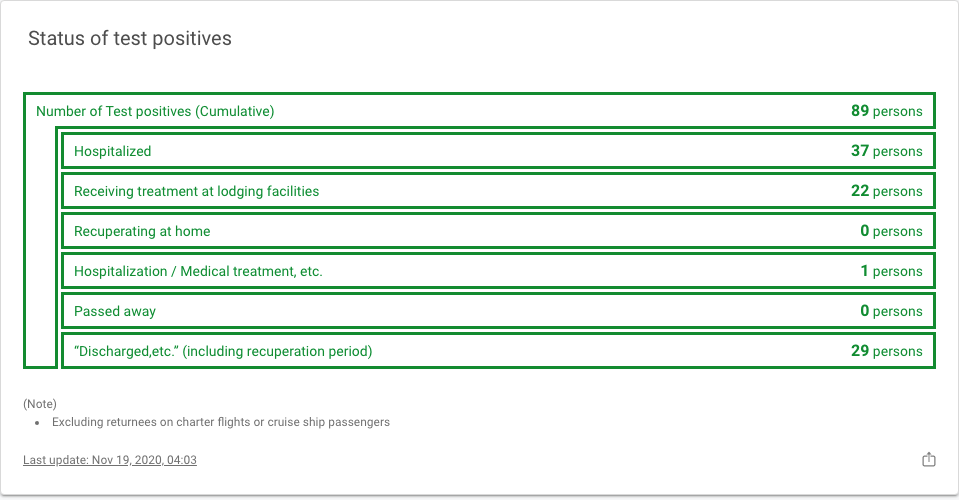 Status of test positives
Number of Test positives (Cumulative) 89 persons
Hospitalized 37 persons
Receiving treatment at lodging facilities 22 persons
Recuperating at home 0 persons
Hospitalization / Medical treatment, etc. 1 persons
Passed away 0 persons
“Discharged,etc.” (including recuperation period) 29 persons
(Note)
• Excluding returnees on charter flights or cruise ship passengers
Last update: Nov 19, 2020, 04:03